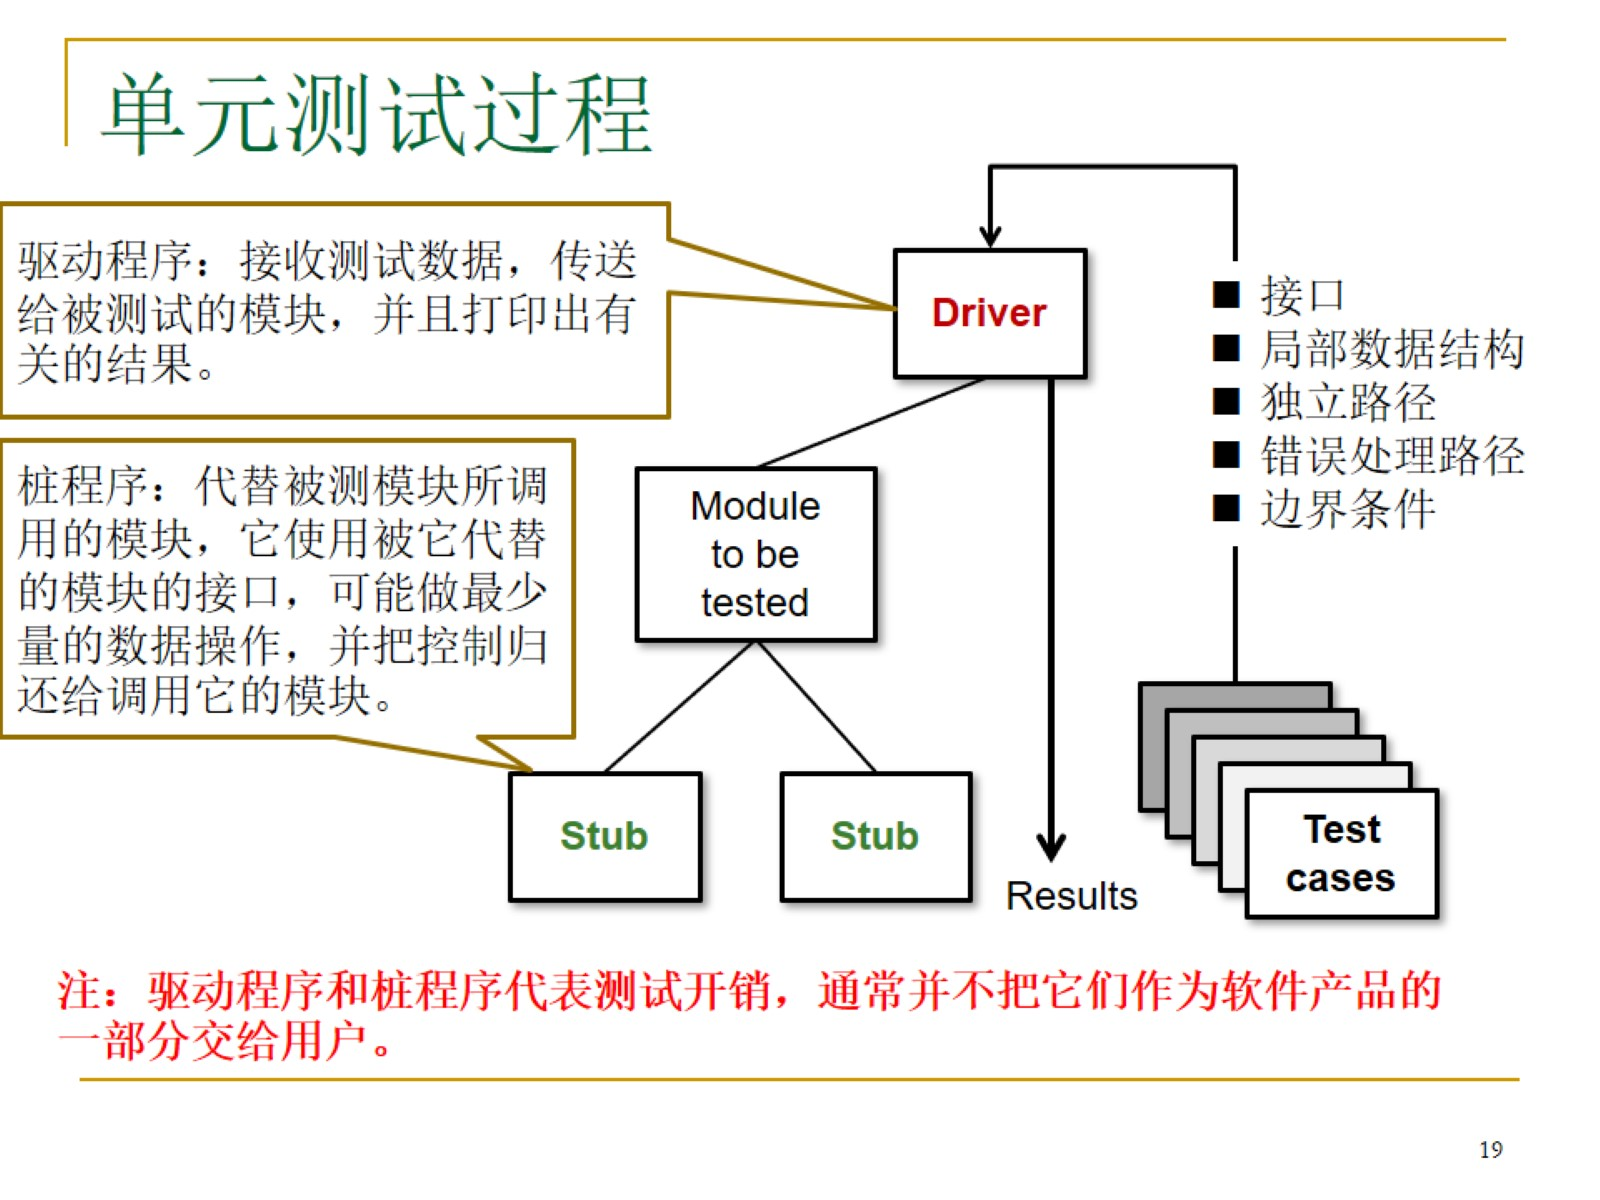 单元测试过程
驱动程序：接收测试数据，传送
给被测试的模块，并且打印出有
关的结果。
桩程序：代替被测模块所调
用的模块，它使用被它代替
的模块的接口，可能做最少
量的数据操作，并把控制归
还给调用它的模块。
Driver
Module
to be
tested
Stub
Stub
Results
■ 接口
■ 局部数据结构
■ 独立路径
■ 错误处理路径
■ 边界条件
Test
cases
注：驱动程序和桩程序代表测试开销，通常并不把它们作为软件产品的
一部分交给用户。
19